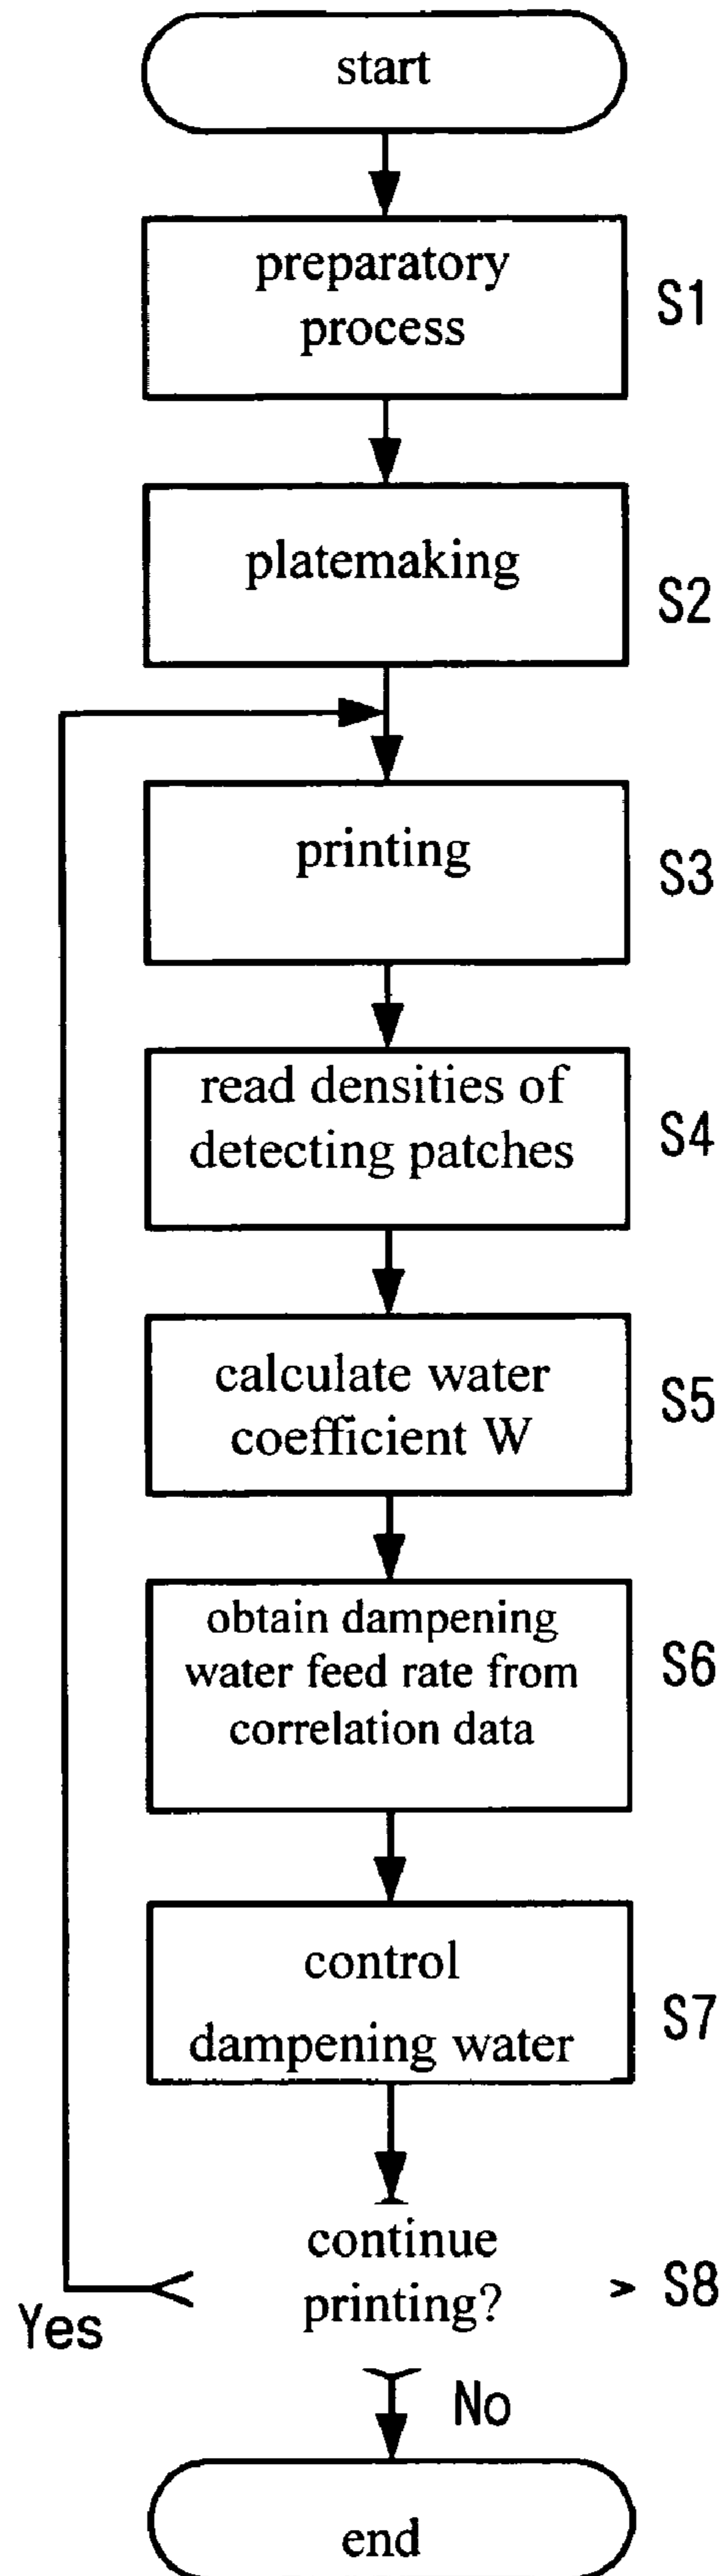 start
preparatory
process
S1
platemaking
S2
printing
S3
read densities of
detecting patches
S4
calculate water
coefficient W
S5
obtain dampening
water feed rate from
correlation data
S6
control
dampening water
S7
continue
printing?
S8
Yes
No
end